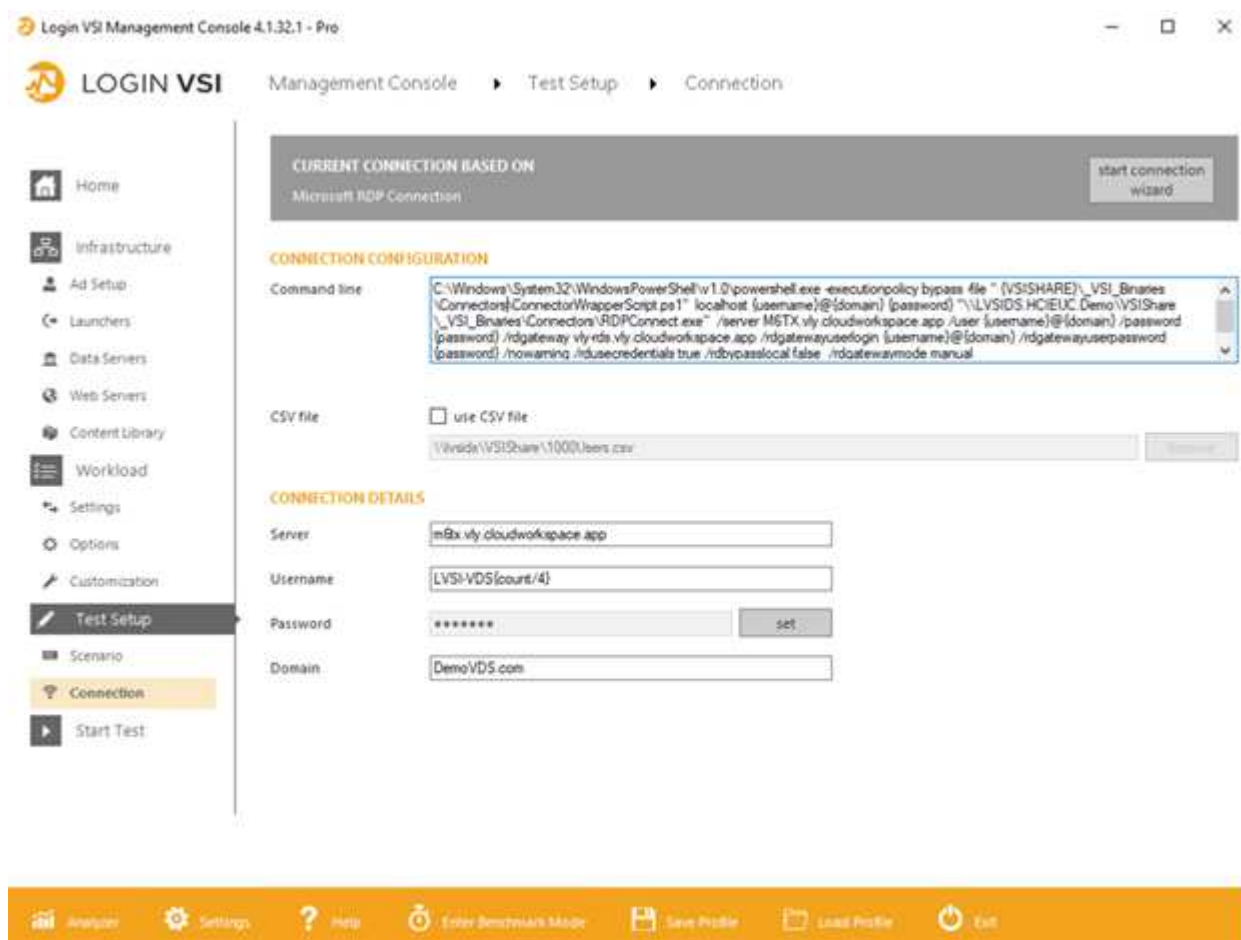 Login VSI Management Console 4.1.32.1 - Pro
LOGIN VSI
Management Console ▸ Test Setup ▸ Connection
Home
Infrastructure
Ad Setup
Launchers
Data Servers
Web Servers
Content Library
Workload
Settings
Options
Customization
Test Setup
Scenario
Connection
Start Test
CURRENT CONNECTION BASED ON
Microsoft RDP Connection
start connection
wizard
CONNECTION CONFIGURATION
Command line
C:\Windows\System32\WindowsPowerShell\v1.0\powershell.exe -executionpolicy bypass -file " {VSISHARE}\_VSI_Binaries
\Connectors\ConnectorWrapperScript.ps1" localhost {username}@{domain} {password} "\\LVSIDS.HCIEUC.Demo\VSIShare
\_VSI_Binaries\Connectors\RDPConnect.exe" /server M6TX.vly.cloudworkspace.app /user {username}@{domain} /password
{password} /rdgateway vly-rds.vly.cloudworkspace.app /rdgatewayuserlogin {username}@{domain} /rdgatewayuserpassword
{password} /nowarning /rdusecredentials true /rdbypasslocal false /rdgatewaymode manual
CSV file
use CSV file
\\lvsids\VSIShare\1000Users.csv
CONNECTION DETAILS
Server
.vly.cloudworkspace.app
Username
LVSI-VDS{count/4}
Password
*******
set
Domain
DemoVDS.com
Analyzer
Settings
Help
Enter Benchmark Mode
Save Profile
Load Profile
Exit